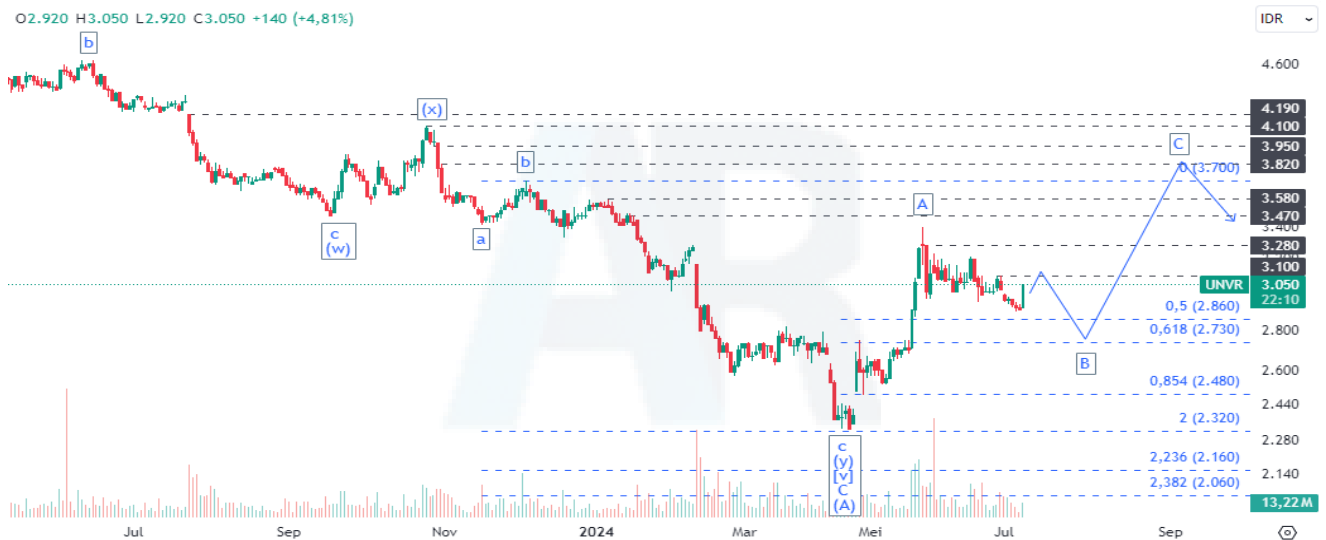 O2.920 H3.050 L2.920 C3.050 +140 (+4,81%)
IDR
b
4.600
(x)
4.190
4.100
3.950
C
3.820
0 (3.700)
b
3.580
A
3.470
3.400
c
(w)
a
3.280
3.100
UNVR 3.050
22:10
0,5 (2.860)
0,618 (2.730)
2.800
B
2.600
0,854 (2.480)
2.440
2 (2.320)
2.280
c
(y)
[v]
C
(A)
2,236 (2.160)
2.140
2,382 (2.060)
13,22M
Jul Sep Nov 2024 Mar Mei Jul Sep
AR